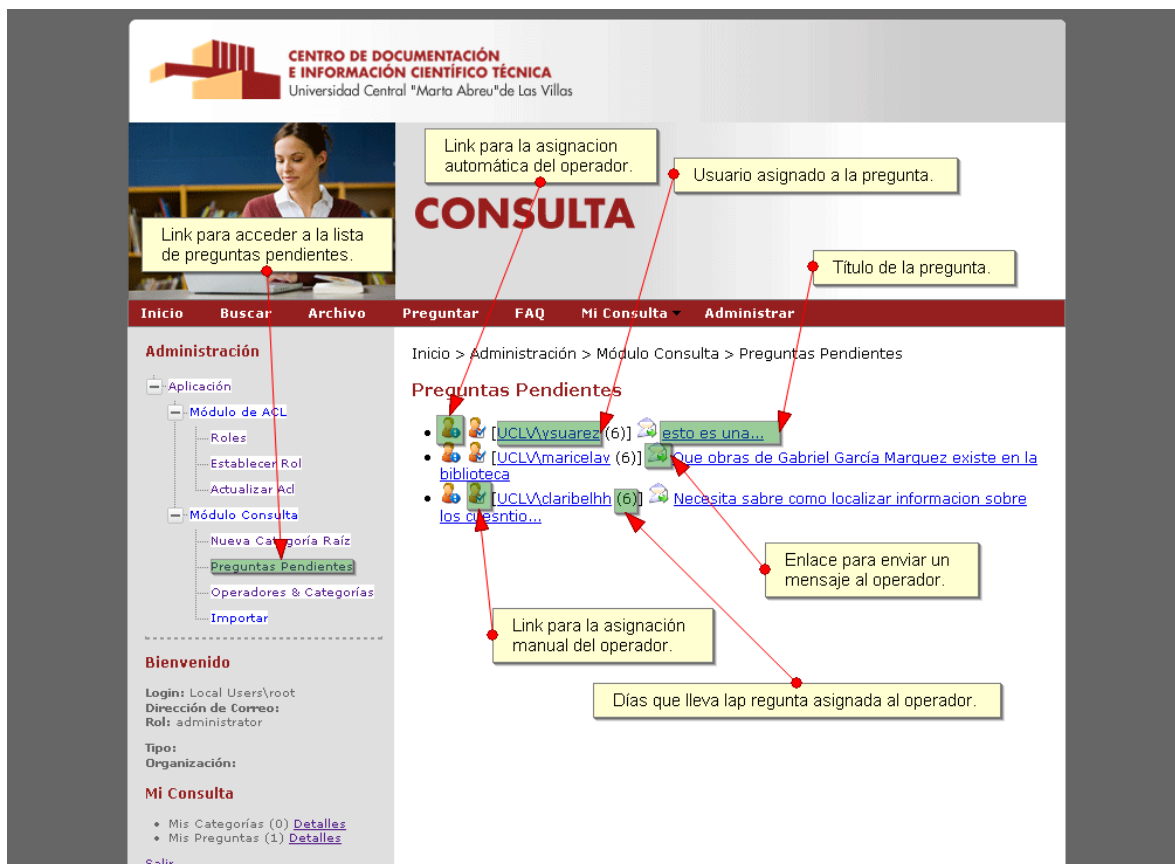 CENTRO DE DOCUMENTACIÓN
E INFORMACIÓN CIENTÍFICO TÉCNICA
Universidad Central "Marta Abreu"de Las Villas
Link para la asignacion
automática del operador.
Usuario asignado a la pregunta.
CONSULTA
Link para acceder a la lista
de preguntas pendientes.
Título de la pregunta.
Inicio Buscar Archivo Preguntar FAQ Mi Consulta Administrar
Administración
Aplicación
Módulo de ACL
Roles
Establecer Rol
Actualizar Acl
Módulo Consulta
Nueva Categoría Raíz
Preguntas Pendientes
Operadores & Categorías
Importar
Inicio > Administración > Módulo Consulta > Preguntas Pendientes
Preguntas Pendientes
[UCLV\ysuarez (6)] esto es una...
[UCLV\maricelav (6)] Que obras de Gabriel García Marquez existe en la
biblioteca
[UCLV\claribelhh (6)] Necesita sabre como localizar informacion sobre
los cuesntio...
Enlace para enviar un
mensaje al operador.
Link para la asignación
manual del operador.
Días que lleva lap regunta asignada al operador.
Bienvenido
Login: Local Users\root
Dirección de Correo:
Rol: administrator
Tipo:
Organización:
Mi Consulta
Mis Categorías (0) Detalles
Mis Preguntas (1) Detalles
Salir